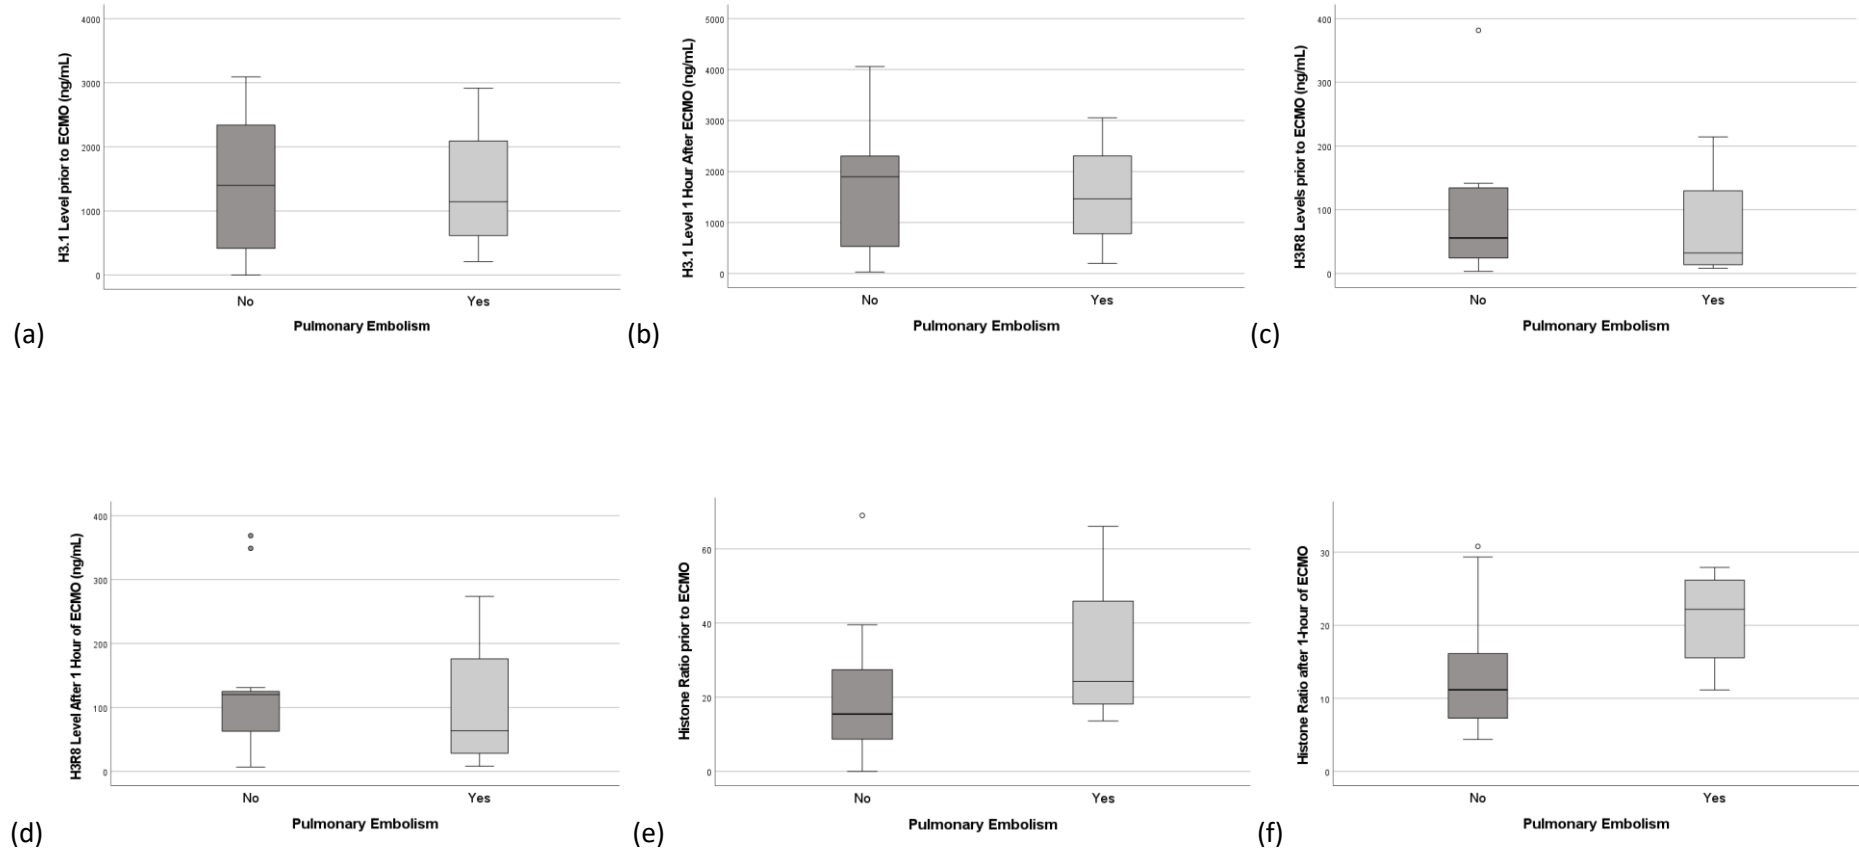 H3.1 Level prior to ECMO (ng/mL)
4000
3000
2000
1000
0
No
Yes
Pulmonary Embolism
(a)
H3.1 Level 1 Hour After ECMO (ng/mL)
5000
4000
3000
2000
1000
0
No
Yes
Pulmonary Embolism
(b)
H3R8 Levels prior to ECMO (ng/mL)
400
300
200
100
0
No
Yes
Pulmonary Embolism
(c)
H3R8 Level After 1 Hour of ECMO (ng/mL)
400
300
200
100
0
No
Yes
Pulmonary Embolism
(d)
Histone Ratio prior to ECMO
60
40
20
0
No
Yes
Pulmonary Embolism
(e)
Histone Ratio after 1-hour of ECMO
30
20
10
0
No
Yes
Pulmonary Embolism
(f)